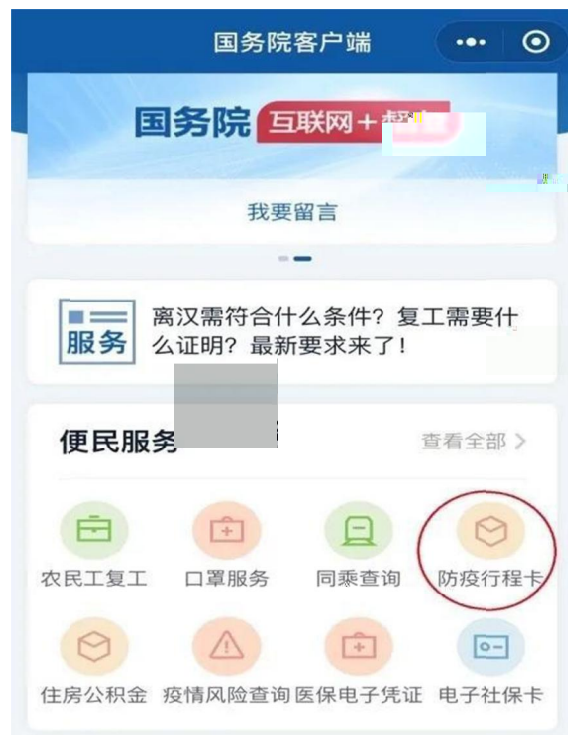 国务院客户端
国务院 互联网+
我要留言
服务
离汉需符合什么条件？复工需要什
么证明？最新要求来了！
便民服务
查看全部
农民工复工 口罩服务 同乘查询 防疫行程卡
住房公积金 疫情风险查询 医保电子凭证 电子社保卡